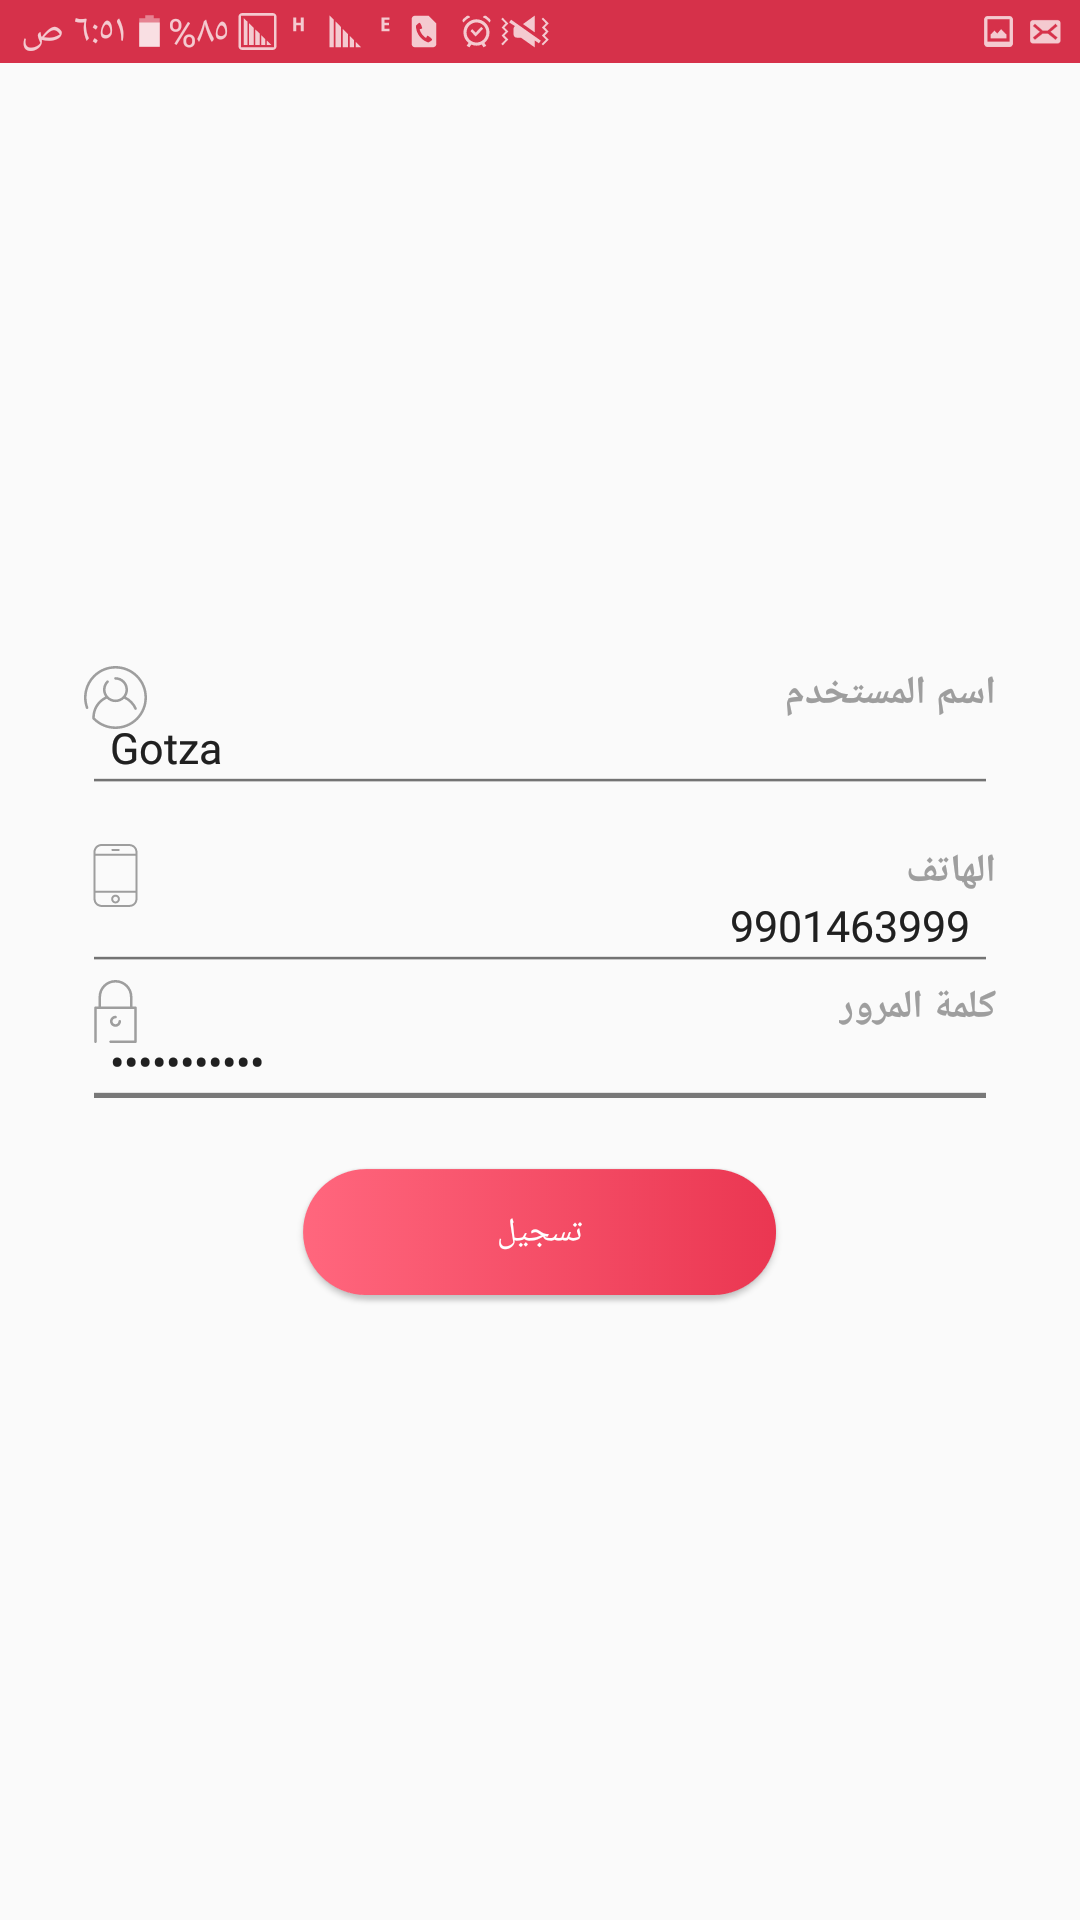 ٦:٥١ ص %٨٥ H E
اسم المستخدم
Gotza
الهاتف
9901463999
كلمة المرور
•••••••••••
تسجيل